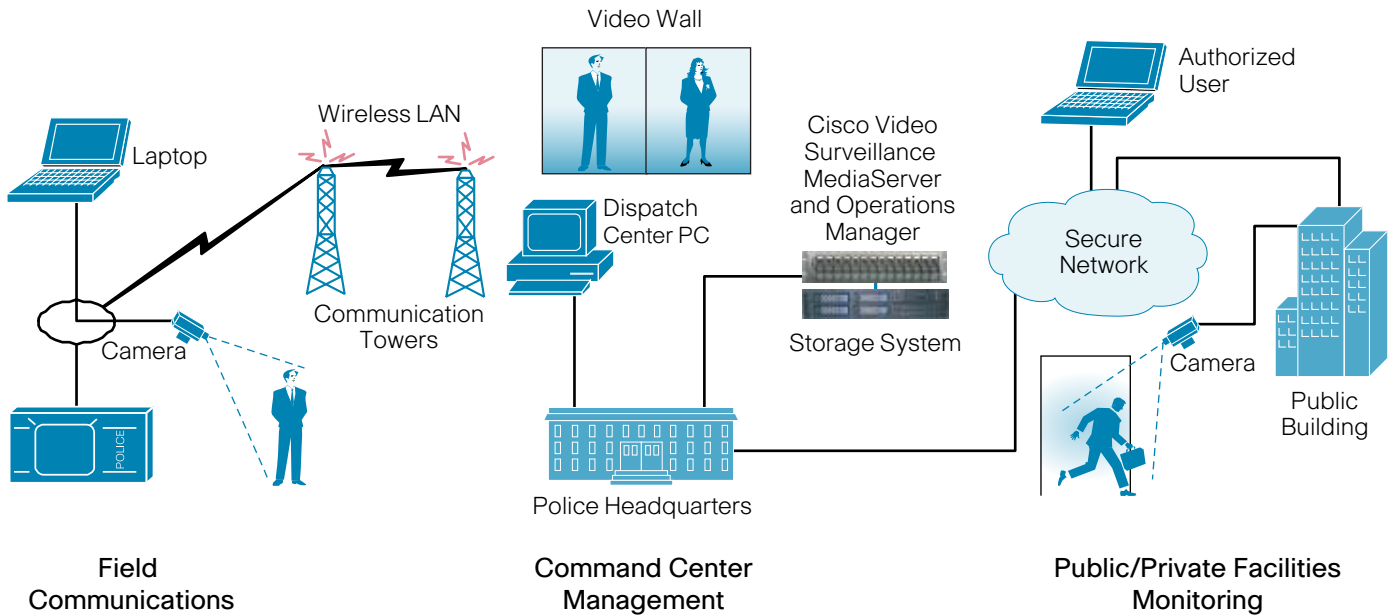 Video Wall
Authorized
User
Wireless LAN
Laptop
Cisco Video
Surveillance
MediaServer
and Operations
Manager
Dispatch
Center PC
Secure
Network
Communication
Towers
Camera
Storage System
Camera
POLICE
Public
Building
Police Headquarters
Field
Communications
Command Center
Management
Public/Private Facilities
Monitoring